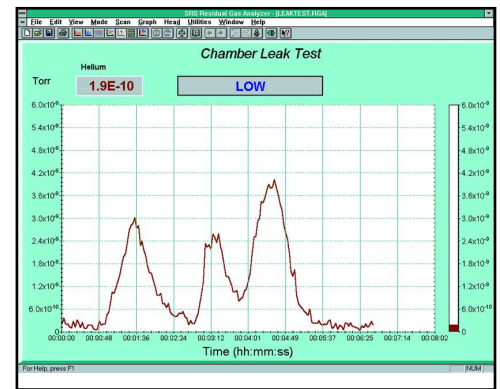 SRS Residual Gas Analyzer - [LEAKTEST.RGA]
File Edit View Mode Scan Graph Head Utilities Window Help
Chamber Leak Test
Helium
Torr 1.9E-10 LOW
6.0x10-9 6.0x10-9
5.4x10-9 5.4x10-9
4.8x10-9 4.8x10-9
4.2x10-9 4.2x10-9
3.6x10-9 3.6x10-9
3.0x10-9 3.0x10-9
2.4x10-9 2.4x10-9
1.8x10-9 1.8x10-9
1.2x10-9 1.2x10-9
6.0x10-10 6.0x10-10
0 0
00:00:00 00:00:48 00:01:36 00:02:24 00:03:12 00:04:01 00:04:49 00:05:37 00:06:25 00:07:14 00:08:02
Time (hh:mm:ss)
For Help, press F1 NUM